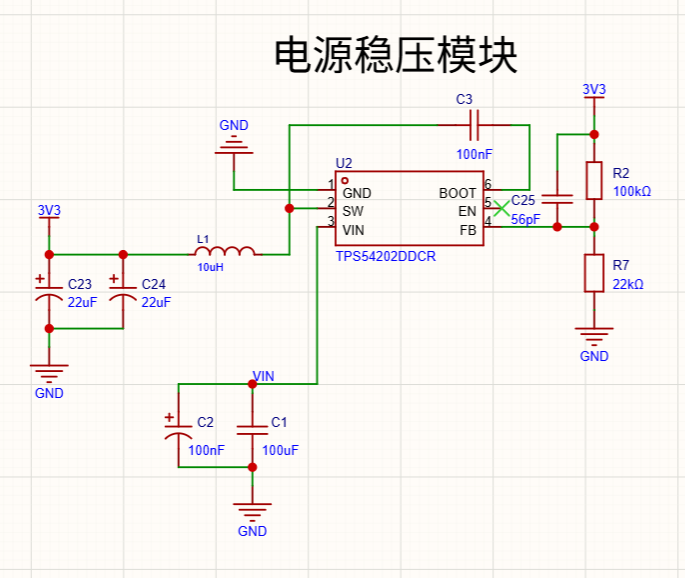 电源稳压模块
3V3
C3
GND
100nF
U2
1
GND
BOOT
6
R2
100kΩ
2
SW
EN
5
C25
3V3
3
VIN
FB
4
56pF
L1
TPS54202DDCR
10uH
R7
22kΩ
+
C23
22uF
+
C24
22uF
GND
VIN
GND
+
C2
100nF
C1
100uF
GND